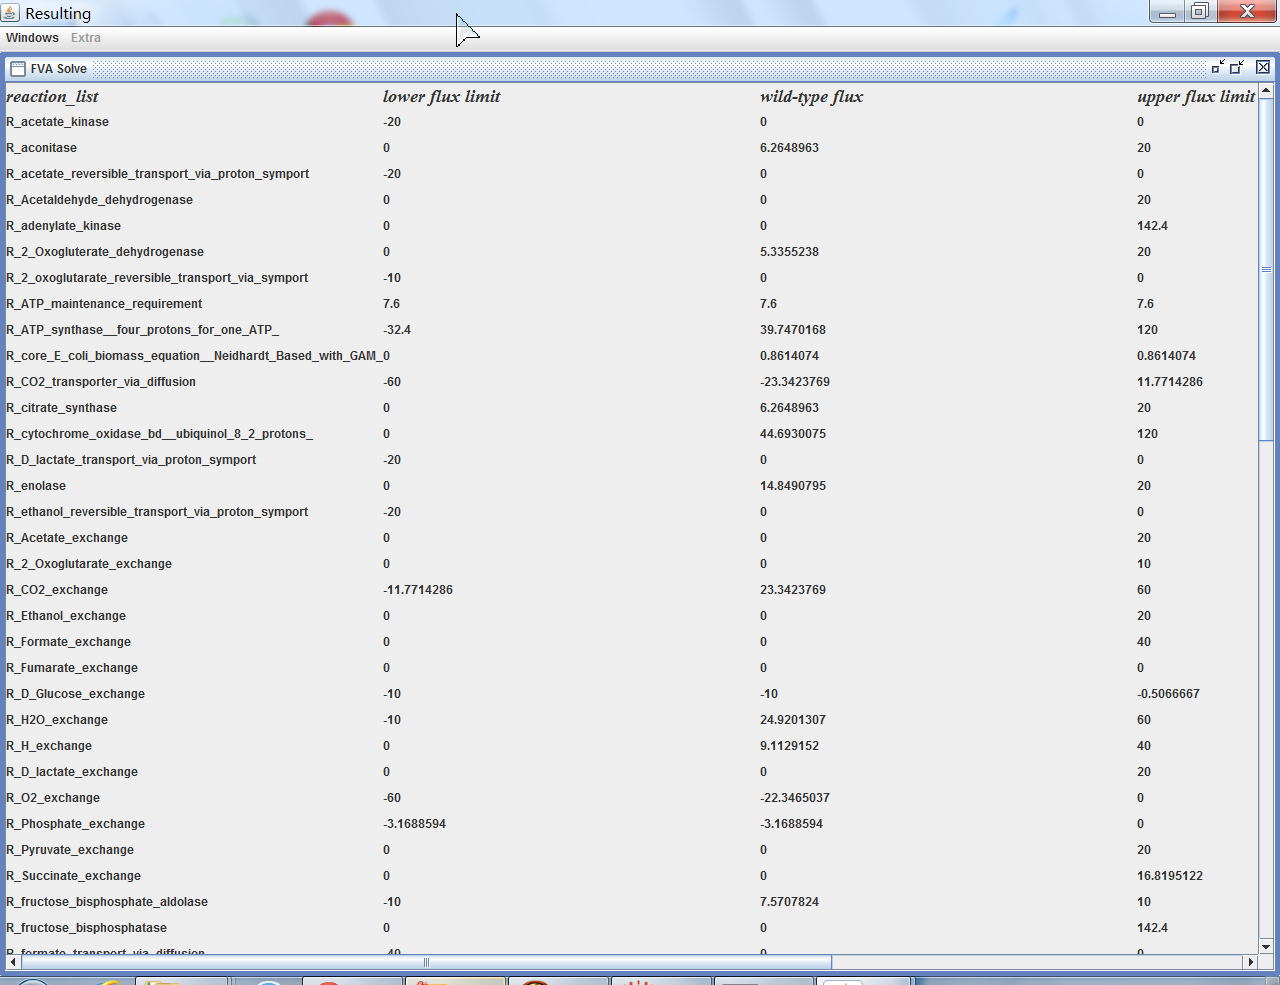 Resulting
Windows Extra
FVA Solve
reaction_list lower flux limit wild-type flux upper flux limit
R_acetate_kinase -20 0 0
R_aconitase 0 6.2648963 20
R_acetate_reversible_transport_via_proton_symport -20 0 0
R_Acetaldehyde_dehydrogenase 0 0 20
R_adenylate_kinase 0 0 142.4
R_2_Oxogluterate_dehydrogenase 0 5.3355238 20
R_2_oxoglutarate_reversible_transport_via_symport -10 0 0
R_ATP_maintenance_requirement 7.6 7.6 7.6
R_ATP_synthase__four_protons_for_one_ATP_ -32.4 39.7470168 120
R_core_E_coli_biomass_equation__Neidhardt_Based_with_GAM_ 0 0.8614074 0.8614074
R_CO2_transporter_via_diffusion -60 -23.3423769 11.7714286
R_citrate_synthase 0 6.2648963 20
R_cytochrome_oxidase_bd__ubiquinol_8_2_protons_ 0 44.6930075 120
R_D_lactate_transport_via_proton_symport -20 0 0
R_enolase 0 14.8490795 20
R_ethanol_reversible_transport_via_proton_symport -20 0 0
R_Acetate_exchange 0 0 20
R_2_Oxoglutarate_exchange 0 0 10
R_CO2_exchange -11.7714286 23.3423769 60
R_Ethanol_exchange 0 0 20
R_Formate_exchange 0 0 40
R_Fumarate_exchange 0 0 0
R_D_Glucose_exchange -10 -10 -0.5066667
R_H2O_exchange -10 24.9201307 60
R_H_exchange 0 9.1129152 40
R_D_lactate_exchange 0 0 20
R_O2_exchange -60 -22.3465037 0
R_Phosphate_exchange -3.1688594 -3.1688594 0
R_Pyruvate_exchange 0 0 20
R_Succinate_exchange 0 0 16.8195122
R_fructose_bisphosphate_aldolase -10 7.5707824 10
R_fructose_bisphosphatase 0 0 142.4
R_formate_transport_via_diffusion -40 0 0